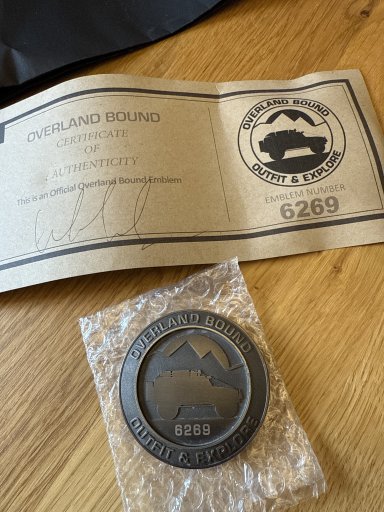 OVERLAND BOUND
CERTIFICATE
OF
AUTHENTICITY
This is an Official Overland Bound Emblem
OVERLAND BOUND
OUTFIT & EXPLORE
EMBLEM NUMBER
6269
OVERLAND BOUND
6269
OUTFIT & EXPLORE